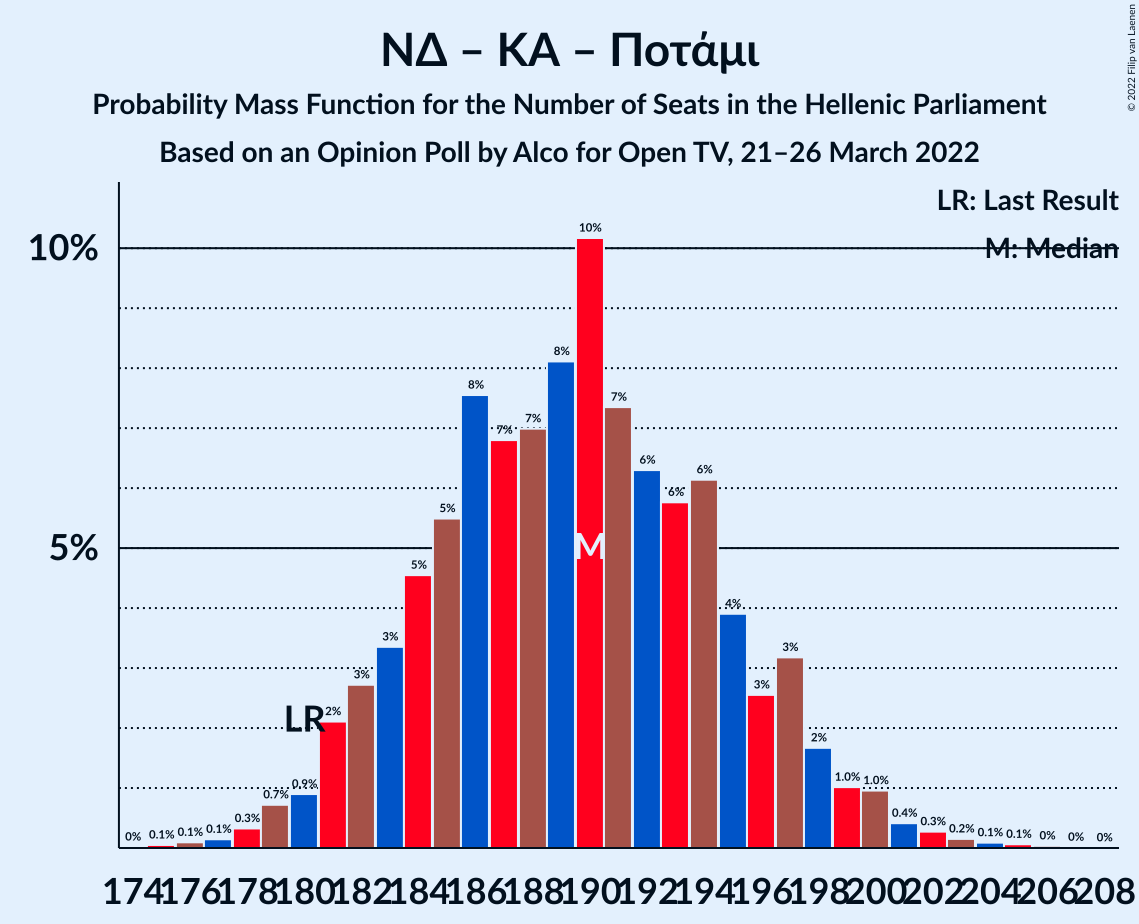 ΝΔ – ΚΑ – Ποτάμι
Probability Mass Function for the Number of Seats in the Hellenic Parliament
Based on an Opinion Poll by Alco for Open TV, 21–26 March 2022
© 2022 Filip van Laenen
LR: Last Result
M: Median
10%
5%
0% 0.1% 0.1% 0.1% 0.3% 0.7% 0.9% 2% 3% 3% 5% 5% 8% 7% 7% 8% 10% 7% 6% 6% 6% 4% 3% 3% 2% 1.0% 1.0% 0.4% 0.3% 0.2% 0.1% 0.1% 0% 0% 0%
LR
M
174 176 178 180 182 184 186 188 190 192 194 196 198 200 202 204 206 208